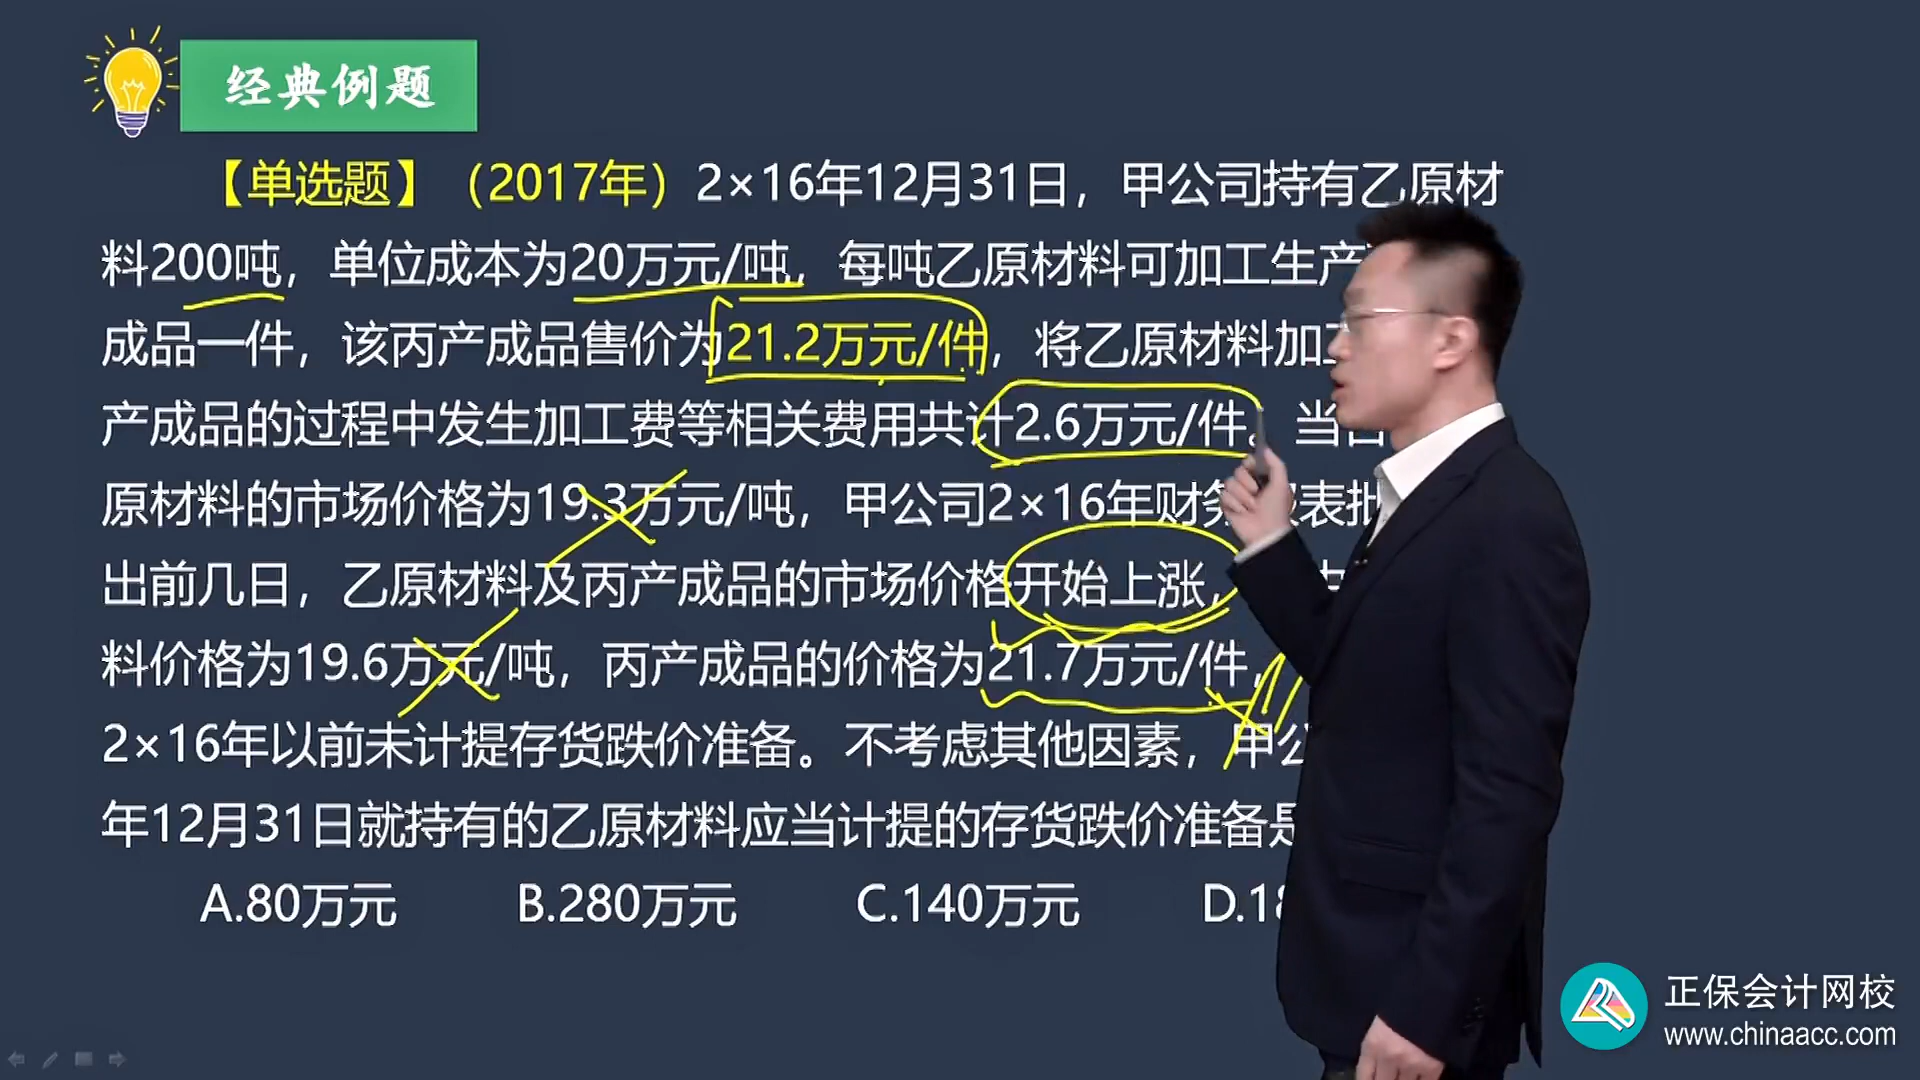 经典例题
【单选题】（2017年）2×16年12月31日，甲公司持有乙原材
料200吨，单位成本为20万元/吨，每吨乙原材料可加工生产
成品一件，该丙产成品售价为21.2万元/件，将乙原材料加
产成品的过程中发生加工费等相关费用共计2.6万元/件。当
原材料的市场价格为19.3万元/吨，甲公司2×16年财务报表批
出前几日，乙原材料及丙产成品的市场价格开始上涨，
料价格为19.6万元/吨，丙产成品的价格为21.7万元/件，
2×16年以前未计提存货跌价准备。不考虑其他因素，甲公
年12月31日就持有的乙原材料应当计提的存货跌价准备是
A.80万元 B.280万元 C.140万元 D.18
正保会计网校
www.chinaacc.com